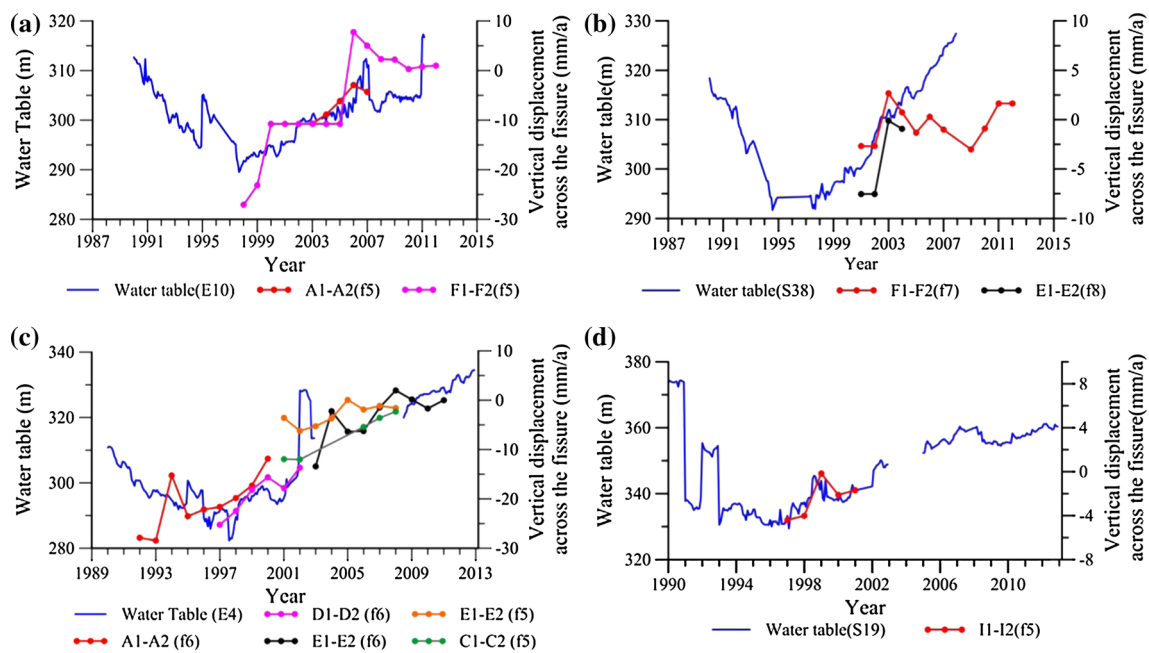 (a)
320
310
300
290
280
Water Table (m)
10
0
-10
-20
-30
Vertical displacement
across the fissure (mm/a)
1987 1991 1995 1999 2003 2007 2011 2015
Year
Water table(E10) A1-A2(f5) F1-F2(f5)
(b)
330
320
310
300
290
Water Table(m)
10
5
0
-5
-10
Vertical displacement
across the fissure (mm/a)
1987 1991 1995 1999 2003 2007 2011 2015
Year
Water table(S38) F1-F2(f7) E1-E2(f8)
(c)
340
320
300
280
Water table (m)
10
0
-10
-20
-30
Vertical displacement
across the fissure (mm/a)
1989 1993 1997 2001 2005 2009 2013
Year
Water Table (E4) D1-D2 (f6) E1-E2 (f5)
A1-A2 (f6) E1-E2 (f6) C1-C2 (f5)
(d)
380
360
340
320
Water table (m)
8
4
0
-4
-8
Vertical displacement
across the fissure(mm/a)
1990 1994 1998 2002 2006 2010
Year
Water table(S19) I1-I2(f5)